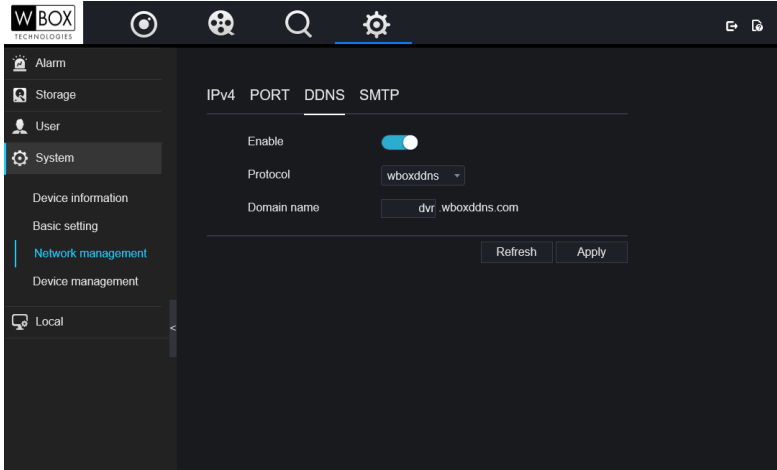 W BOX
TECHNOLOGIES
Alarm
Storage
User
System
Device information
Basic setting
Network management
Device management
Local
<
IPv4 PORT DDNS SMTP
Enable
Protocol wboxddns
Domain name dvr .wboxddns.com
Refresh Apply